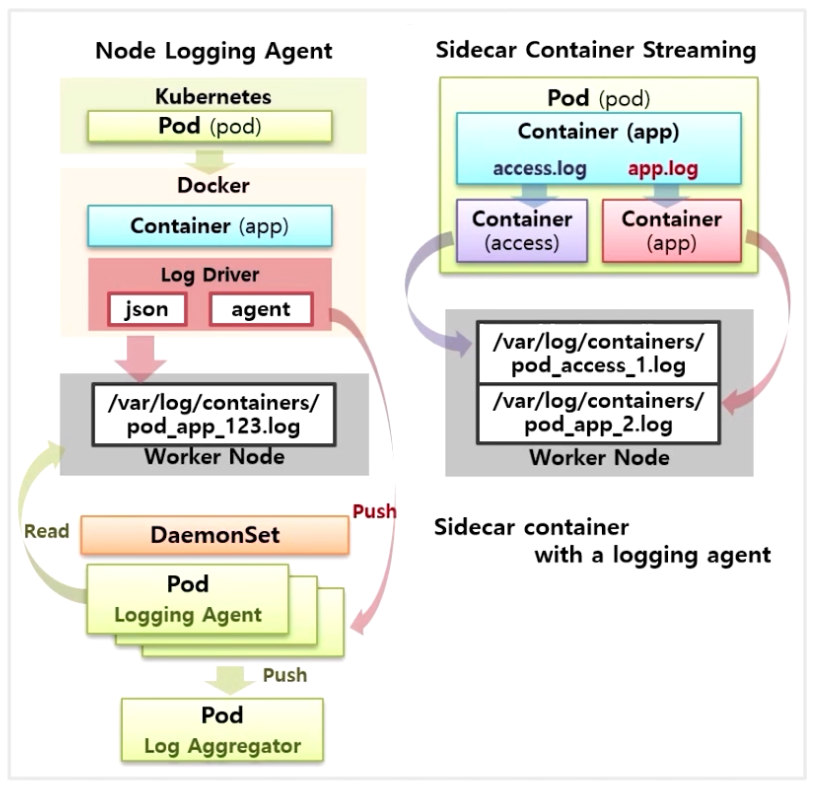 Node Logging Agent
Kubernetes
Pod (pod)
Docker
Container (app)
Log Driver
json
agent
/var/log/containers/
pod_app_123.log
Worker Node
Read
Push
DaemonSet
Pod
Logging Agent
Push
Pod
Log Aggregator
Sidecar Container Streaming
Pod (pod)
Container (app)
access.log
app.log
Container
(access)
Container
(app)
/var/log/containers/
pod_access_1.log
/var/log/containers/
pod_app_2.log
Worker Node
Sidecar container
with a logging agent